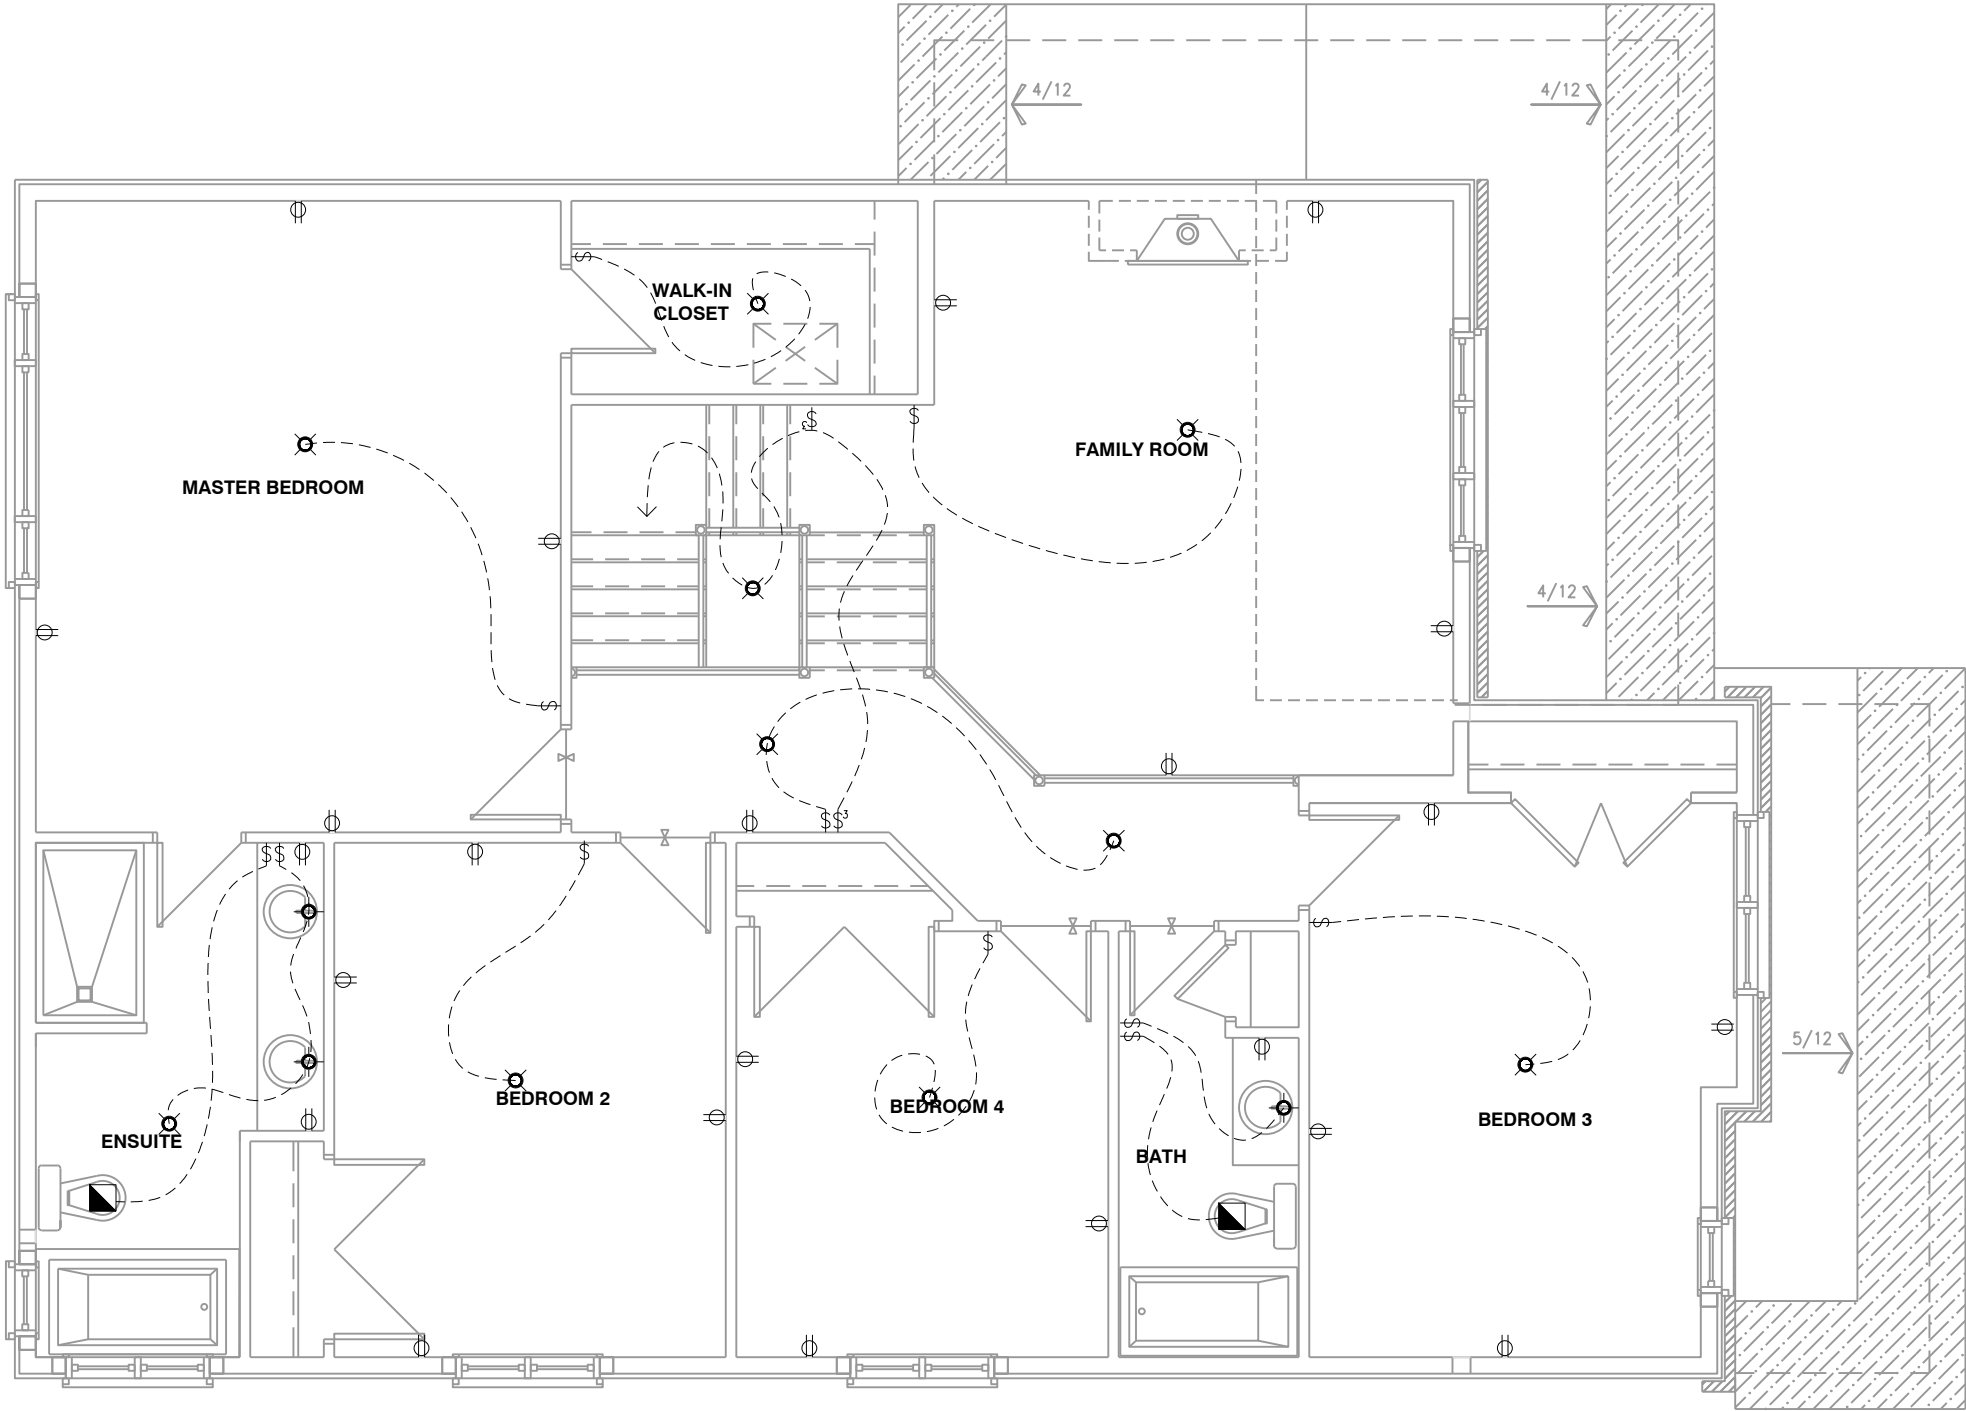 4/12
4/12
$
WALK-IN
CLOSET
$
$
FAMILY ROOM
MASTER BEDROOM
4/12
$
$$³
$$
$
$
$
$
$
5/12
BEDROOM 2
BEDROOM 4
BEDROOM 3
ENSUITE
BATH